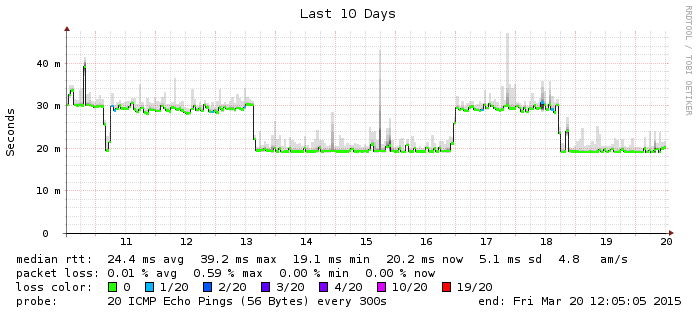 Last 10 Days
RRDTOOL / TOBI OETIKER
Seconds
40 m
30 m
20 m
10 m
0
11 12 13 14 15 16 17 18 19 20
median rtt: 24.4 ms avg 39.2 ms max 19.1 ms min 20.2 ms now 5.1 ms sd 4.8 am/s
packet loss: 0.01 % avg 0.59 % max 0.00 % min 0.00 % now
loss color: 0 1/20 2/20 3/20 4/20 10/20 19/20
probe: 20 ICMP Echo Pings (56 Bytes) every 300s end: Fri Mar 20 12:05:05 2015